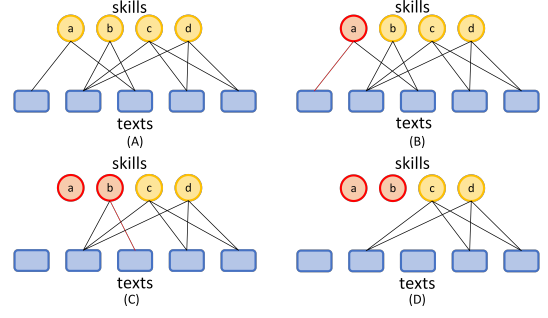 skills
a b c d
texts
(A)
skills
a b c d
texts
(B)
skills
a b c d
texts
(C)
skills
a b c d
texts
(D)